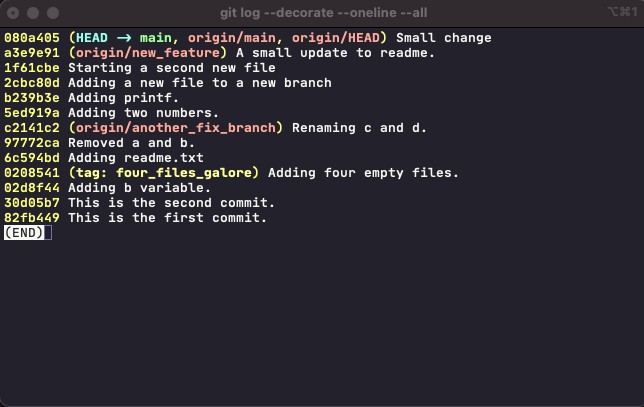 git log --decorate --oneline --all
⌥⌘1
080a405 (HEAD -> main, origin/main, origin/HEAD) Small change
a3e9e91 (origin/new_feature) A small update to readme.
1f61cbe Starting a second new file
2cbc80d Adding a new file to a new branch
b239b3e Adding printf.
5ed919a Adding two numbers.
c2141c2 (origin/another_fix_branch) Renaming c and d.
97772ca Removed a and b.
6c594bd Adding readme.txt
0208541 (tag: four_files_galore) Adding four empty files.
02d8f44 Adding b variable.
30d05b7 This is the second commit.
82fb449 This is the first commit.
(END)